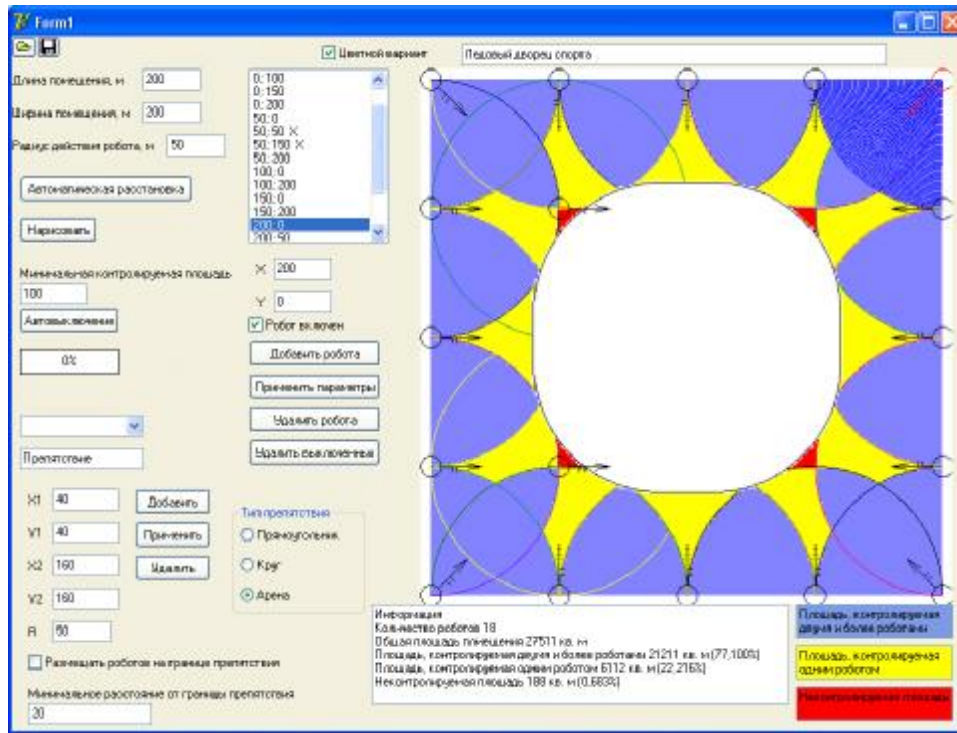 Form1
Цветной вариант
Ледовый дворец спорта
Длина помещения, м 200
Ширина помещения, м 200
Радиус действия робота, м 50
Автоматическая расстановка
Нарисовать
0; 100
0; 150
0; 200
50; 0
50; 50 X
50; 150 X
50; 200
100; 0
100; 200
150; 0
150; 200
200; 0
200; 50
Минимальная контролируемая площадь
100
Автовыключение
0%
X 200
Y 0
Робот включен
Добавить робота
Применить параметры
Удалить робота
Удалить выключенные
Препятствие
X1 40
Добавить
Y1 40
Применить
X2 160
Удалить
Y2 160
R 50
Тип препятствия
Прямоугольник
Круг
Арена
Размещать роботов на границе препятствия
Минимальное расстояние от границы препятствия
20
Информация
Количество роботов 18
Общая площадь помещения 27511 кв. м
Площадь, контролируемая двумя и более роботами 21211 кв. м (77,100%)
Площадь, контролируемая одним роботом 6112 кв. м (22,216%)
Неконтролируемая площадь 188 кв. м (0,683%)
Площадь, контролируемая
двумя и более роботами
Площадь, контролируемая
одним роботом
Неконтролируемая площадь